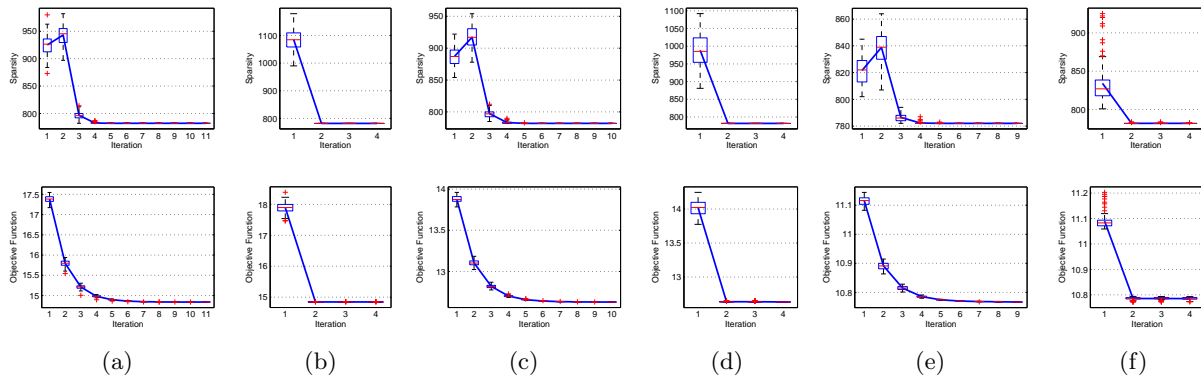 950
900
850
800
Sparsity
1 2 3 4 5 6 7 8 9 10 11
Iteration
1100
1000
900
800
Sparsity
1 2 3 4
Iteration
950
900
850
800
Sparsity
1 2 3 4 5 6 7 8 9 10
Iteration
1100
1050
1000
950
900
850
800
Sparsity
1 2 3 4
Iteration
860
840
820
800
780
Sparsity
1 2 3 4 5 6 7 8 9
Iteration
900
850
800
Sparsity
1 2 3 4
Iteration
17.5
17
16.5
16
15.5
15
Objective Function
1 2 3 4 5 6 7 8 9 10 11
Iteration
18
17
16
15
Objective Function
1 2 3 4
Iteration
14
13.5
13
Objective Function
1 2 3 4 5 6 7 8 9 10
Iteration
14
13.5
13
Objective Function
1 2 3 4
Iteration
11.1
11
10.9
10.8
Objective Function
1 2 3 4 5 6 7 8 9
Iteration
11.2
11.1
11
10.9
10.8
Objective Function
1 2 3 4
Iteration
(a) (b) (c) (d) (e) (f)